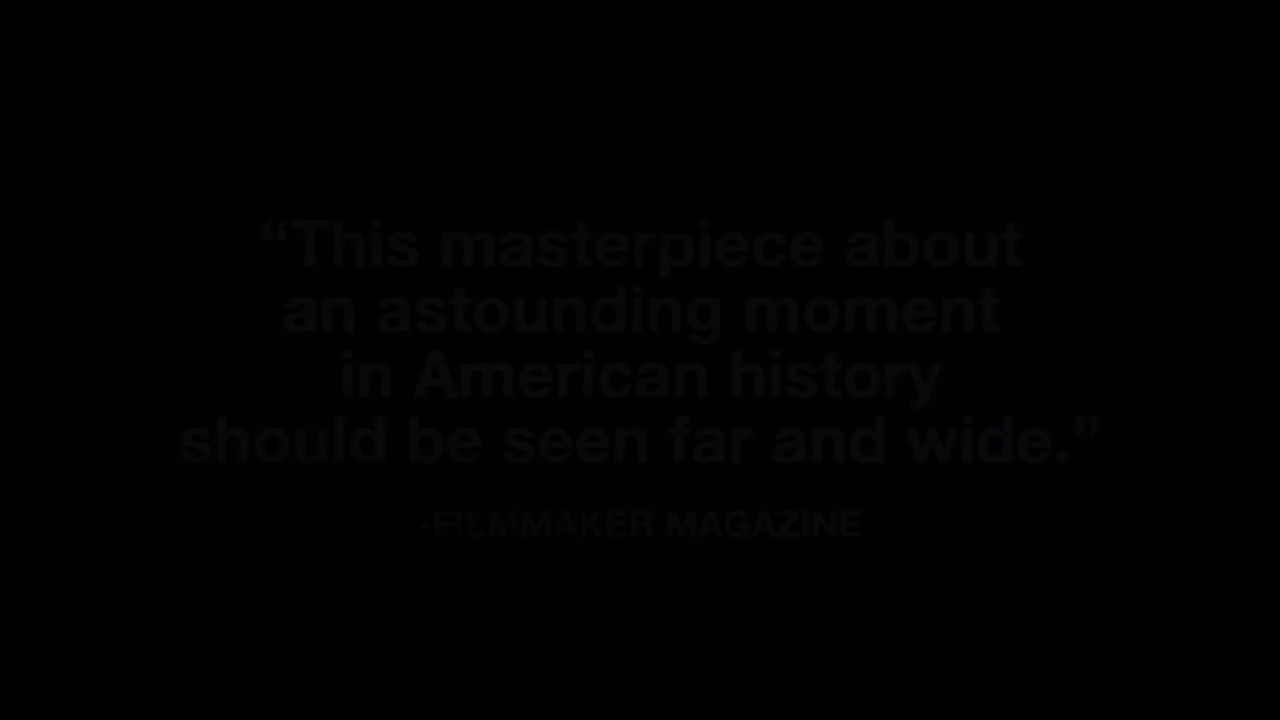 “This masterpiece about
an astounding moment
in American history
should be seen far and wide.”
-FILMMAKER MAGAZINE